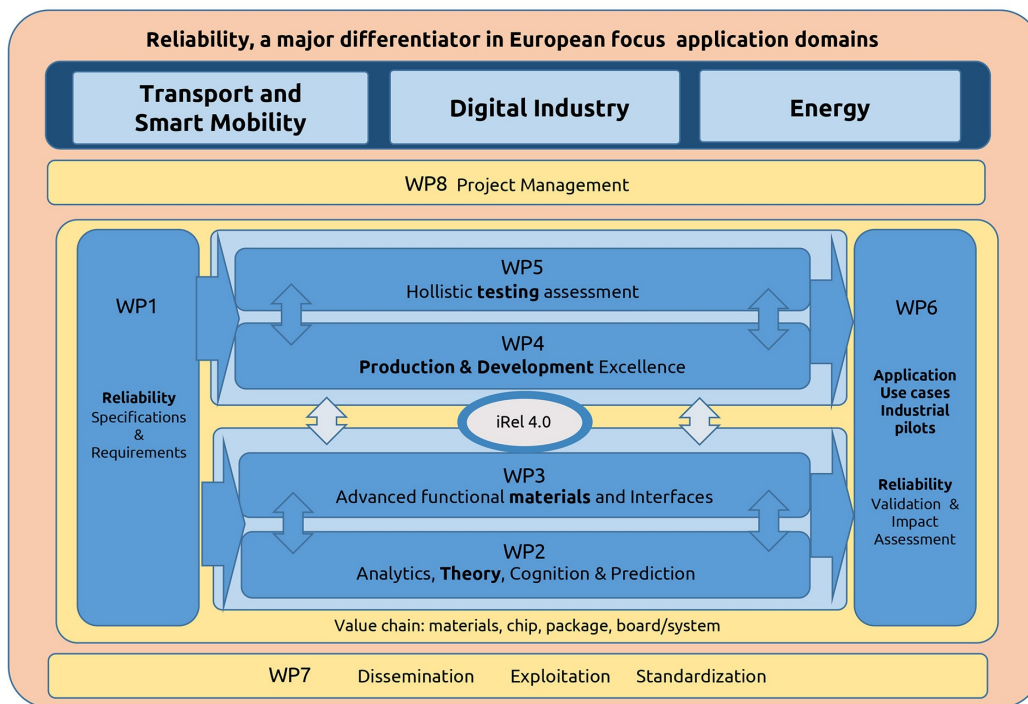 Reliability, a major differentiator in European focus application domains
Transport and
Smart Mobility
Digital Industry
Energy
WP8 Project Management
WP1
Reliability
Specifications
&
Requirements
WP5
Hollistic testing assessment
WP4
Production & Development Excellence
iRel 4.0
WP3
Advanced functional materials and Interfaces
WP2
Analytics, Theory, Cognition & Prediction
WP6
Application
Use cases
Industrial
pilots
Reliability
Validation &
Impact
Assessment
Value chain: materials, chip, package, board/system
WP7 Dissemination Exploitation Standardization